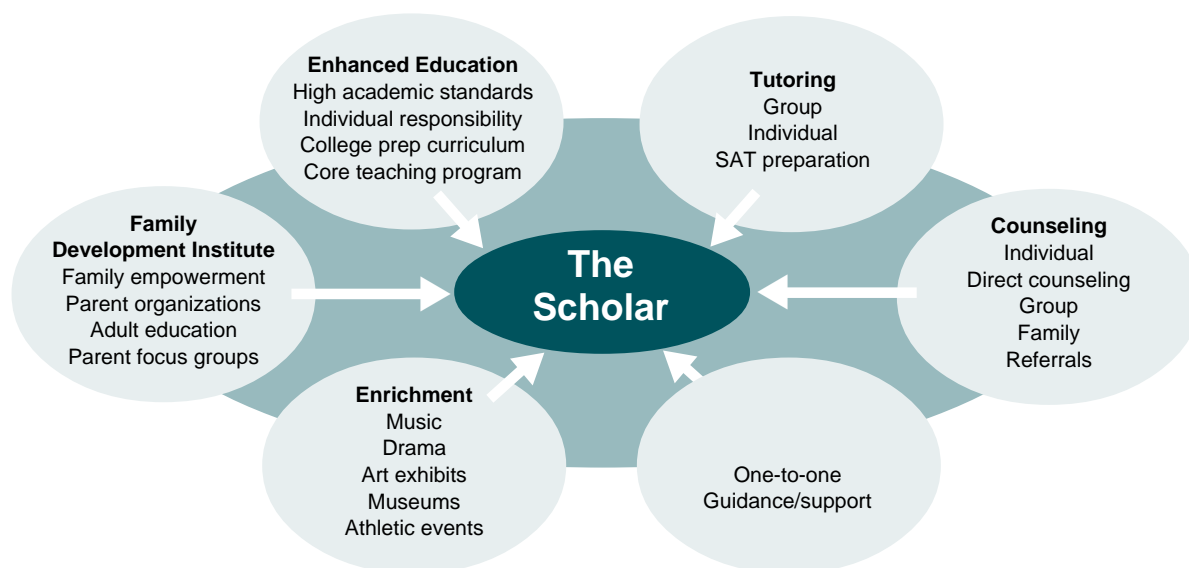 Enhanced Education
High academic standards
Individual responsibility
College prep curriculum
Core teaching program
Tutoring
Group
Individual
SAT preparation
Family
Development Institute
Family empowerment
Parent organizations
Adult education
Parent focus groups
The
Scholar
Counseling
Individual
Direct counseling
Group
Family
Referrals
Enrichment
Music
Drama
Art exhibits
Museums
Athletic events
One-to-one
Guidance/support